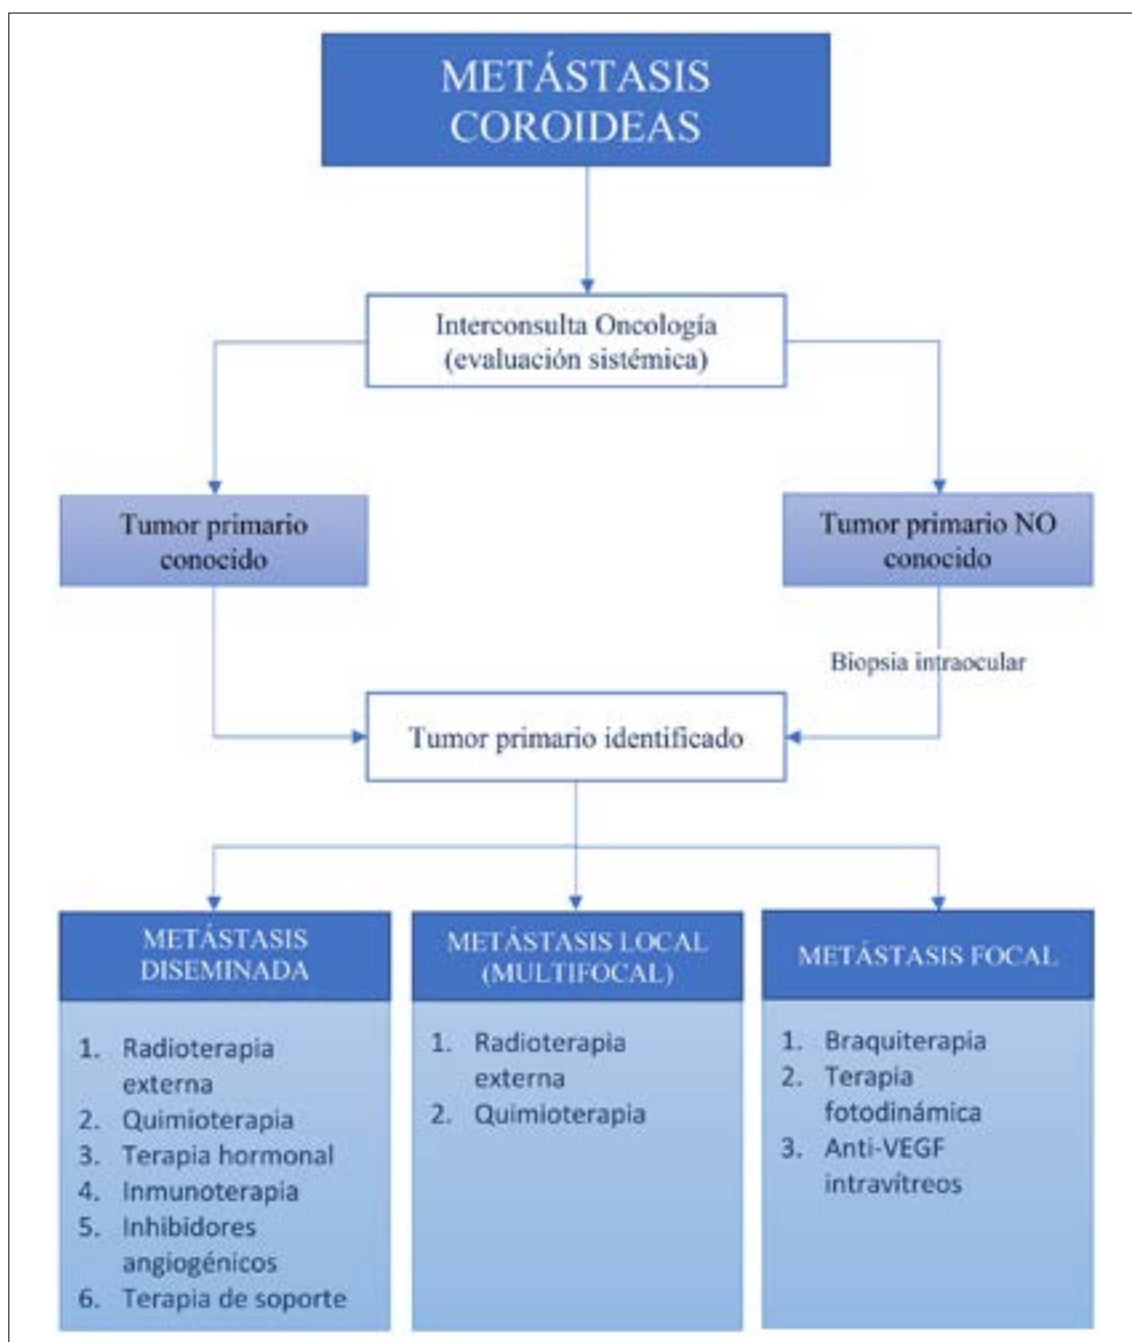 METÁSTASIS
COROIDEAS
Interconsulta Oncología
(evaluación sistémica)
Tumor primario
conocido
Tumor primario NO
conocido
Biopsia intraocular
Tumor primario identificado
METÁSTASIS
DISEMINADA
1. Radioterapia
externa
2. Quimioterapia
3. Terapia hormonal
4. Inmunoterapia
5. Inhibidores
angiogénicos
6. Terapia de soporte
METÁSTASIS LOCAL
(MULTIFOCAL)
1. Radioterapia
externa
2. Quimioterapia
METÁSTASIS FOCAL
1. Braquiterapia
2. Terapia
fotodinámica
3. Anti-VEGF
intravítreos